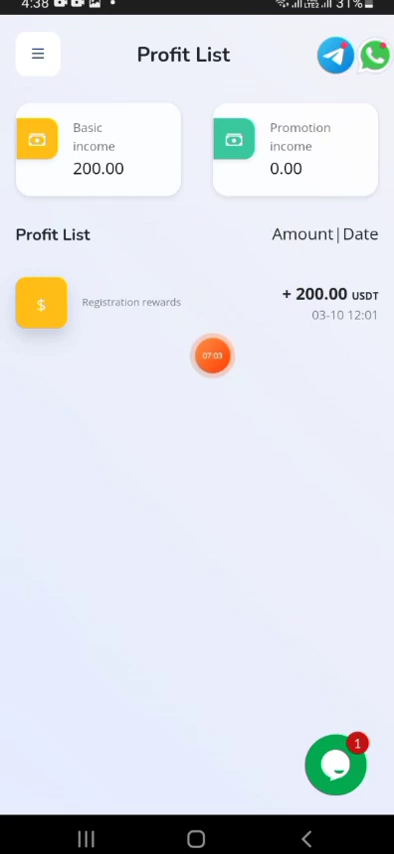 4:38
31%
Profit List
Basic
income
200.00
Promotion
income
0.00
Profit List
Amount|Date
$
Registration rewards
+ 200.00 USDT
03-10 12:01
07:03
1